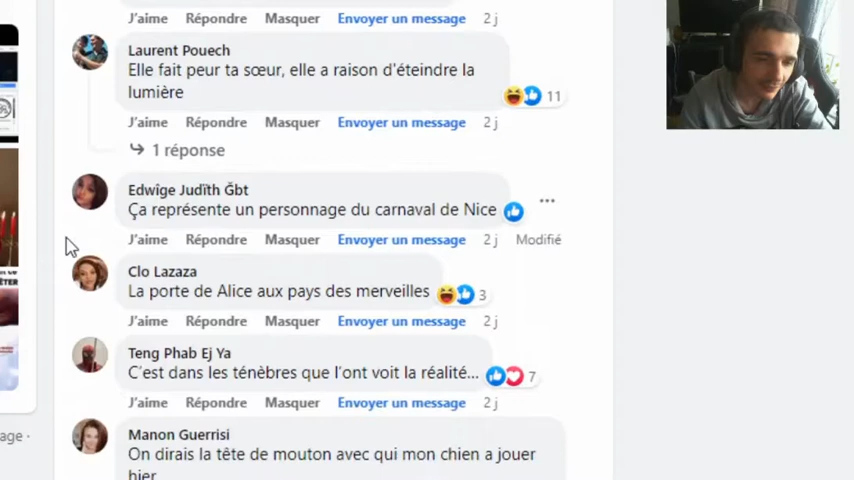 J'aime Répondre Masquer Envoyer un message 2 j
Laurent Pouech
Elle fait peur ta sœur, elle a raison d'éteindre la
lumière
11
J'aime Répondre Masquer Envoyer un message 2 j
1 réponse
Edwîge Judïth Ğbt
Ça représente un personnage du carnaval de Nice
J'aime Répondre Masquer Envoyer un message 2 j Modifié
Clo Lazaza
La porte de Alice aux pays des merveilles
3
J'aime Répondre Masquer Envoyer un message 2 j
Teng Phab Ej Ya
C'est dans les ténèbres que l'ont voit la réalité...
7
J'aime Répondre Masquer Envoyer un message 2 j
age ·
Manon Guerrisi
On dirais la tête de mouton avec qui mon chien a jouer
hier